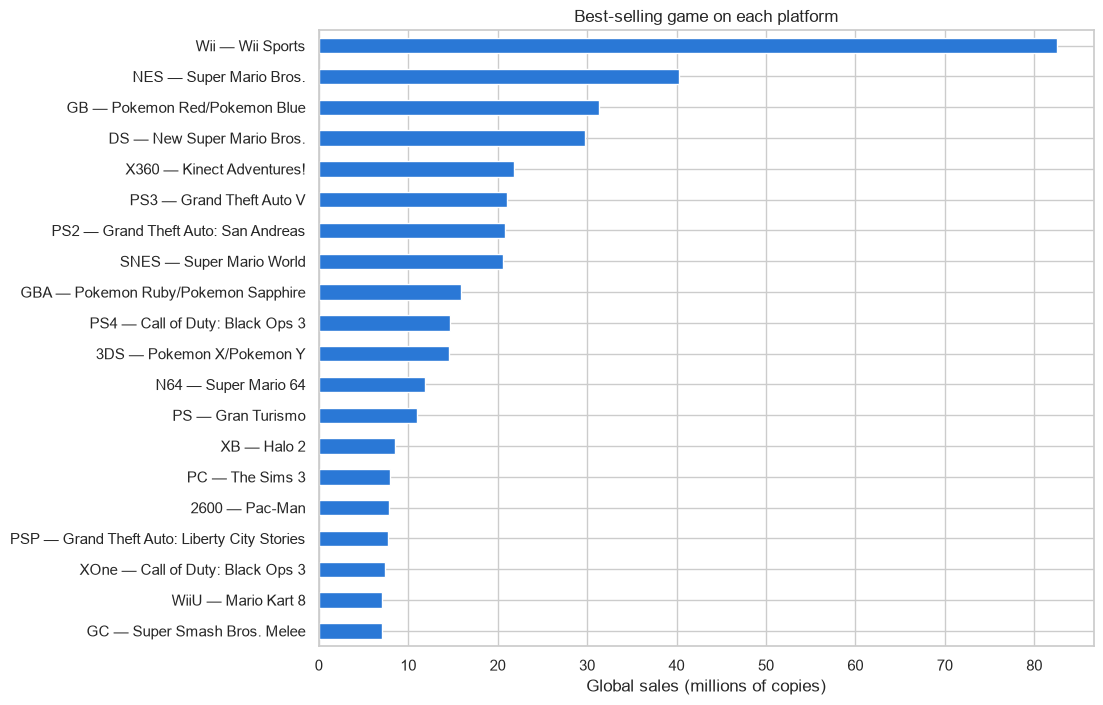 Best-selling game on each platform
Wii — Wii Sports
NES — Super Mario Bros.
GB — Pokemon Red/Pokemon Blue
DS — New Super Mario Bros.
X360 — Kinect Adventures!
PS3 — Grand Theft Auto V
PS2 — Grand Theft Auto: San Andreas
SNES — Super Mario World
GBA — Pokemon Ruby/Pokemon Sapphire
PS4 — Call of Duty: Black Ops 3
3DS — Pokemon X/Pokemon Y
N64 — Super Mario 64
PS — Gran Turismo
XB — Halo 2
PC — The Sims 3
2600 — Pac-Man
PSP — Grand Theft Auto: Liberty City Stories
XOne — Call of Duty: Black Ops 3
WiiU — Mario Kart 8
GC — Super Smash Bros. Melee
0 10 20 30 40 50 60 70 80
Global sales (millions of copies)